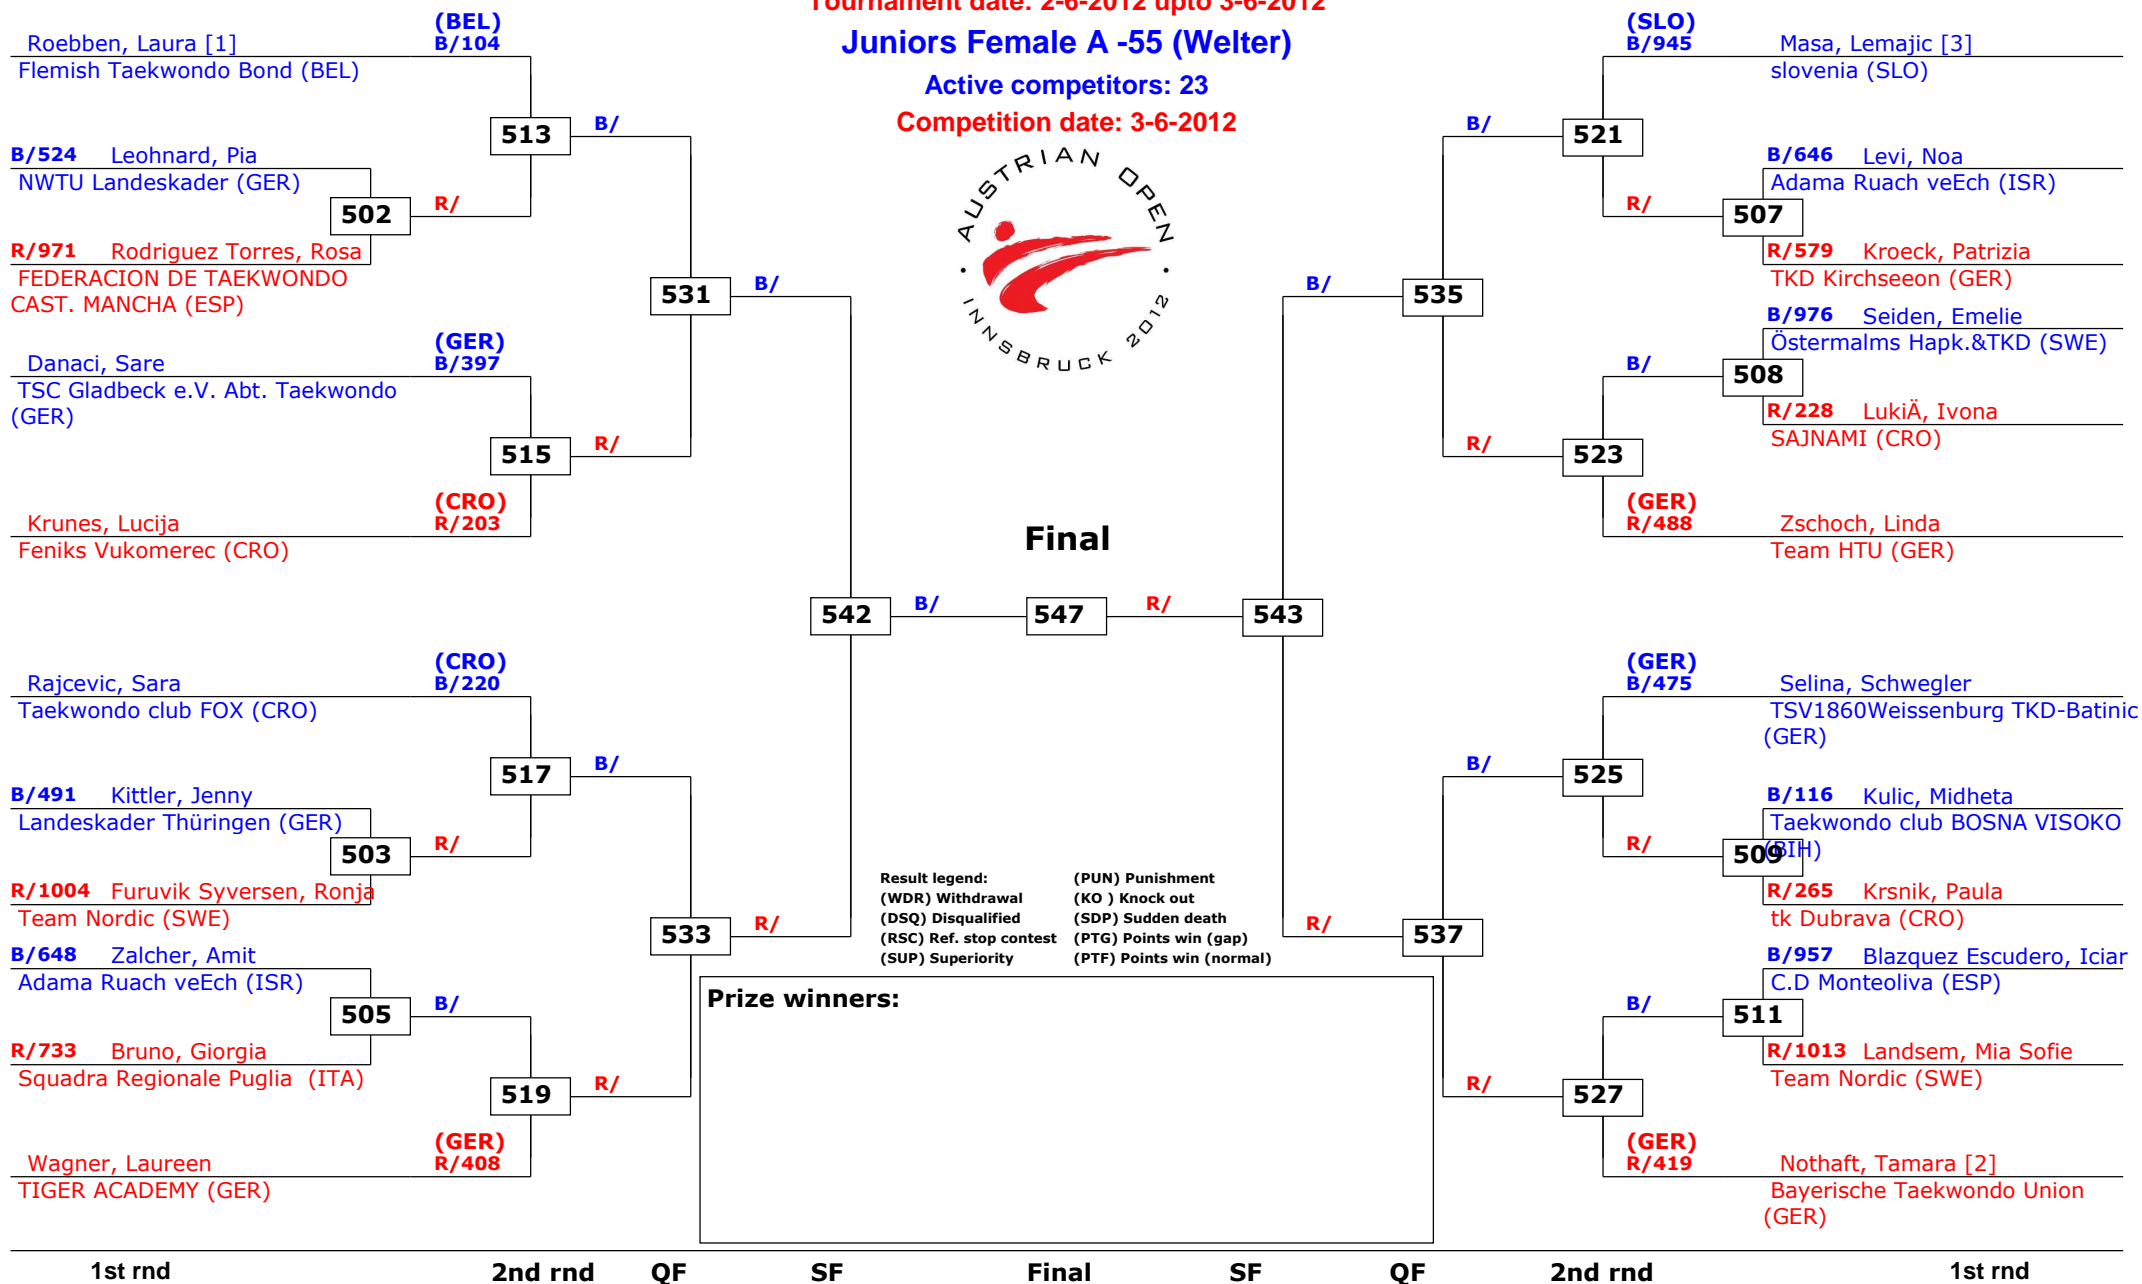 Tournament date: 2-6-2012 upto 3-6-2012
Juniors Female A -55 (Welter)
Active competitors: 23
Competition date: 3-6-2012
AUSTRIAN OPEN
· INNSBRUCK 2012 ·
(BEL)
Roebben, Laura [1] B/104
Flemish Taekwondo Bond (BEL)
513
B/
B/524 Leohnard, Pia
NWTU Landeskader (GER)
502
R/
R/971 Rodriguez Torres, Rosa
FEDERACION DE TAEKWONDO
CAST. MANCHA (ESP)
531
B/
(GER)
Danaci, Sare B/397
TSC Gladbeck e.V. Abt. Taekwondo
(GER)
515
R/
(CRO)
Krunes, Lucija R/203
Feniks Vukomerec (CRO)
542
B/
(CRO)
Rajcevic, Sara B/220
Taekwondo club FOX (CRO)
517
B/
B/491 Kittler, Jenny
Landeskader Thüringen (GER)
503
R/
R/1004 Furuvik Syversen, Ronja
Team Nordic (SWE)
533
R/
B/648 Zalcher, Amit
Adama Ruach veEch (ISR)
505
B/
R/733 Bruno, Giorgia
Squadra Regionale Puglia (ITA)
519
R/
(GER)
Wagner, Laureen R/408
TIGER ACADEMY (GER)
Final
547
R/
543
(SLO)
B/945 Masa, Lemajic [3]
slovenia (SLO)
B/
521
B/646 Levi, Noa
Adama Ruach veEch (ISR)
R/
507
R/579 Kroeck, Patrizia
TKD Kirchseeon (GER)
B/
535
B/976 Seiden, Emelie
Östermalms Hapk.&TKD (SWE)
B/
508
R/228 LukiÄ, Ivona
SAJNAMI (CRO)
R/
523
(GER)
R/488 Zschoch, Linda
Team HTU (GER)
(GER)
B/475 Selina, Schwegler
TSV1860Weissenburg TKD-Batinic
(GER)
B/
525
B/116 Kulic, Midheta
Taekwondo club BOSNA VISOKO
(BIH)
R/
509
R/265 Krsnik, Paula
tk Dubrava (CRO)
R/
537
B/957 Blazquez Escudero, Iciar
C.D Monteoliva (ESP)
B/
511
R/1013 Landsem, Mia Sofie
Team Nordic (SWE)
R/
527
(GER)
R/419 Nothaft, Tamara [2]
Bayerische Taekwondo Union
(GER)
Result legend: (PUN) Punishment
(WDR) Withdrawal (KO ) Knock out
(DSQ) Disqualified (SDP) Sudden death
(RSC) Ref. stop contest (PTG) Points win (gap)
(SUP) Superiority (PTF) Points win (normal)
Prize winners:
1st rnd 2nd rnd QF SF Final SF QF 2nd rnd 1st rnd